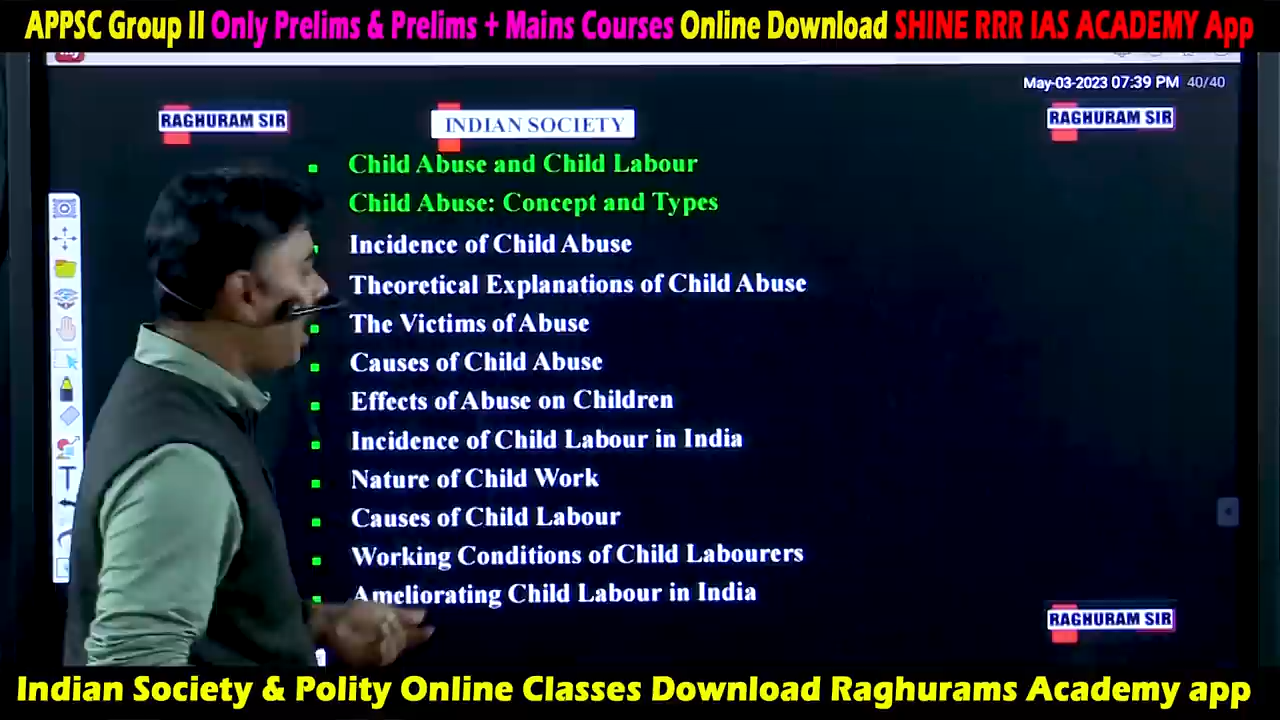 APPSC Group II Only Prelims & Prelims + Mains Courses Online Download SHINE RRR IAS ACADEMY App
May-03-2023 07:39 PM 40/40
RAGHURAM SIR
INDIAN SOCIETY
RAGHURAM SIR
Child Abuse and Child Labour
Child Abuse: Concept and Types
Incidence of Child Abuse
Theoretical Explanations of Child Abuse
The Victims of Abuse
Causes of Child Abuse
Effects of Abuse on Children
Incidence of Child Labour in India
Nature of Child Work
Causes of Child Labour
Working Conditions of Child Labourers
Ameliorating Child Labour in India
RAGHURAM SIR
Indian Society & Polity Online Classes Download Raghurams Academy app